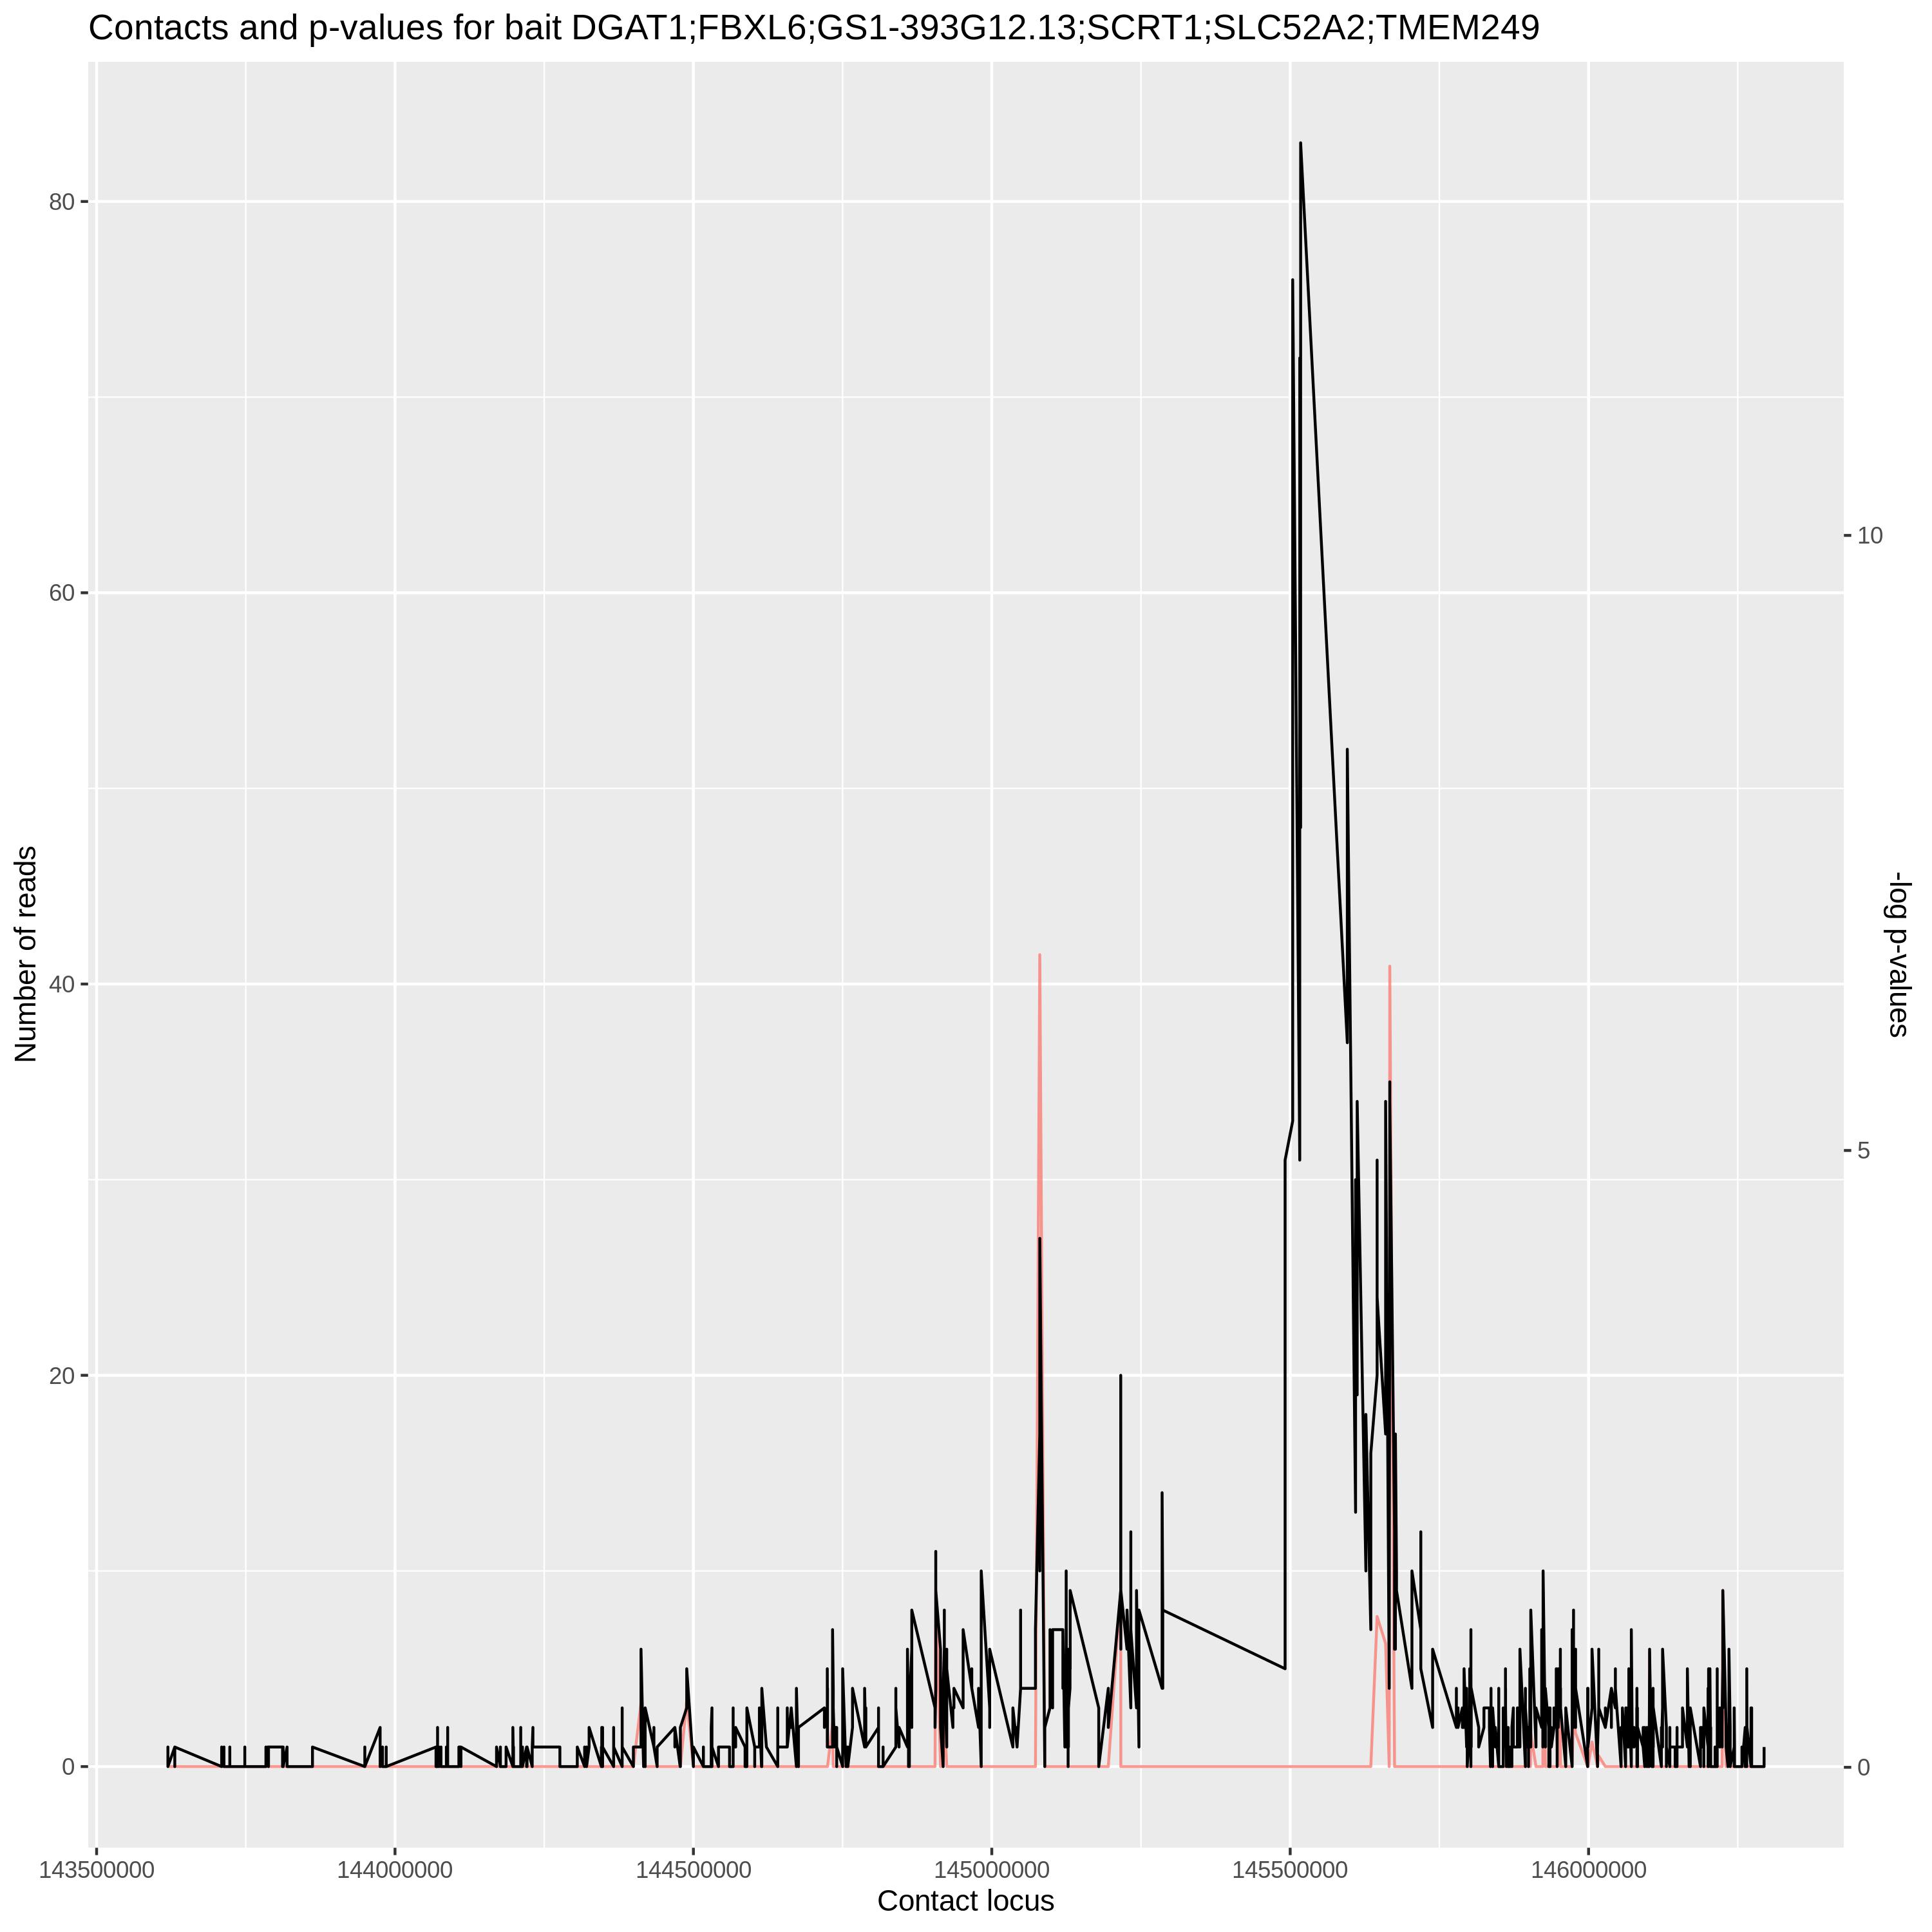 Contacts and p-values for bait DGAT1;FBXL6;GS1-393G12.13;SCRT1;SLC52A2;TMEM249
80
60
40
20
0
Number of reads
10
5
0
-log p-values
143500000 144000000 144500000 145000000 145500000 146000000
Contact locus